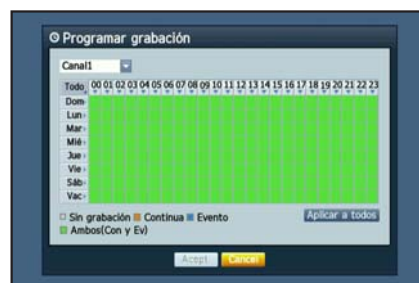 Programar grabación
Canal1
Todo 00 01 02 03 04 05 06 07 08 09 10 11 12 13 14 15 16 17 18 19 20 21 22 23
Dom
Lun
Mar
Mié
Jue
Vie
Sáb
Vac
Sin grabación Continua Evento Aplicar a todos
Ambos(Con y Ev)
Acept Cancel